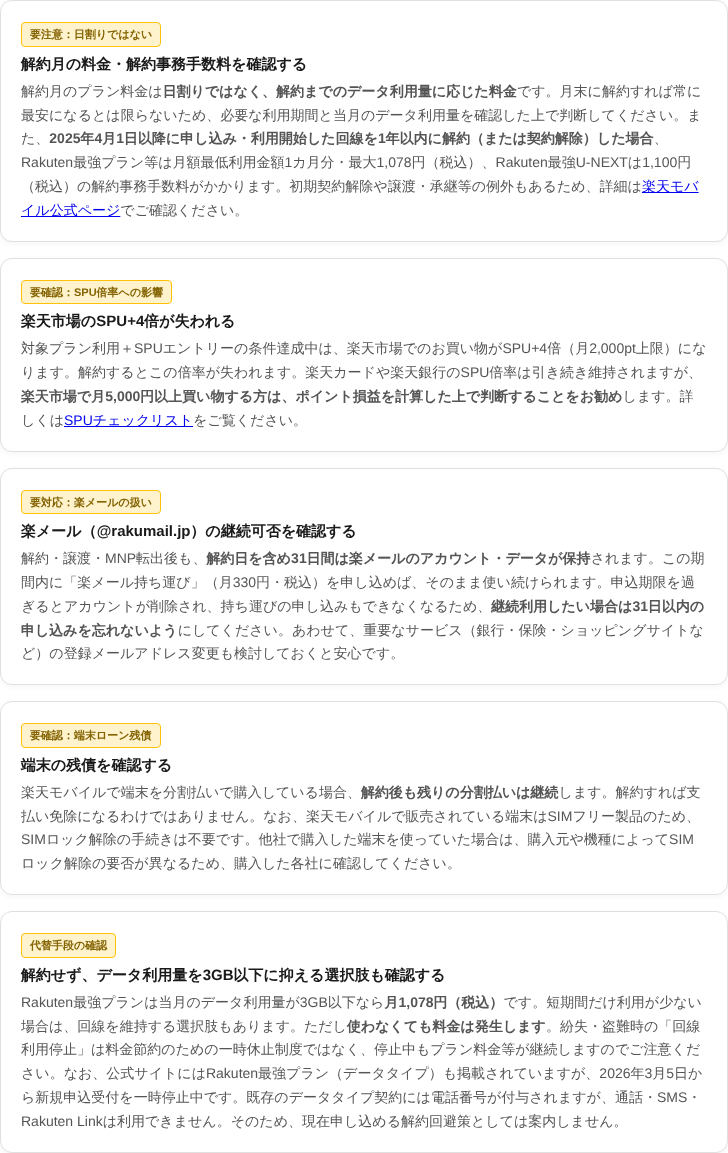 要注意：日割りではない
解約月の料金・解約事務手数料を確認する
解約月のプラン料金は日割りではなく、解約までのデータ利用量に応じた料金です。月末に解約すれば常に
最安になるとは限らないため、必要な利用期間と当月のデータ利用量を確認した上で判断してください。ま
た、2025年4月1日以降に申し込み・利用開始した回線を1年以内に解約（または契約解除）した場合、
Rakuten最強プラン等は月額最低利用金額1カ月分・最大1,078円（税込）、Rakuten最強U-NEXTは1,100円
（税込）の解約事務手数料がかかります。初期契約解除や譲渡・承継等の例外もあるため、詳細は楽天モバ
イル公式ページでご確認ください。
要確認：SPU倍率への影響
楽天市場のSPU+4倍が失われる
対象プラン利用＋SPUエントリーの条件達成中は、楽天市場でのお買い物がSPU+4倍（月2,000pt上限）にな
ります。解約するとこの倍率が失われます。楽天カードや楽天銀行のSPU倍率は引き続き維持されますが、
楽天市場で月5,000円以上買い物する方は、ポイント損益を計算した上で判断することをお勧めします。詳
しくはSPUチェックリストをご覧ください。
要対応：楽メールの扱い
楽メール（@rakumail.jp）の継続可否を確認する
解約・譲渡・MNP転出後も、解約日を含め31日間は楽メールのアカウント・データが保持されます。この期
間内に「楽メール持ち運び」（月330円・税込）を申し込めば、そのまま使い続けられます。申込期限を過
ぎるとアカウントが削除され、持ち運びの申し込みもできなくなるため、継続利用したい場合は31日以内の
申し込みを忘れないようにしてください。あわせて、重要なサービス（銀行・保険・ショッピングサイトな
ど）の登録メールアドレス変更も検討しておくと安心です。
要確認：端末ローン残債
端末の残債を確認する
楽天モバイルで端末を分割払いで購入している場合、解約後も残りの分割払いは継続します。解約すれば支
払い免除になるわけではありません。なお、楽天モバイルで販売されている端末はSIMフリー製品のため、
SIMロック解除の手続きは不要です。他社で購入した端末を使っていた場合は、購入元や機種によってSIM
ロック解除の要否が異なるため、購入した各社に確認してください。
代替手段の確認
解約せず、データ利用量を3GB以下に抑える選択肢も確認する
Rakuten最強プランは当月のデータ利用量が3GB以下なら月1,078円（税込）です。短期間だけ利用が少ない
場合は、回線を維持する選択肢もあります。ただし使わなくても料金は発生します。紛失・盗難時の「回線
利用停止」は料金節約のための一時休止制度ではなく、停止中もプラン料金等が継続しますのでご注意くだ
さい。なお、公式サイトにはRakuten最強プラン（データタイプ）も掲載されていますが、2026年3月5日か
ら新規申込受付を一時停止中です。既存のデータタイプ契約には電話番号が付与されますが、通話・SMS・
Rakuten Linkは利用できません。そのため、現在申し込める解約回避策としては案内しません。